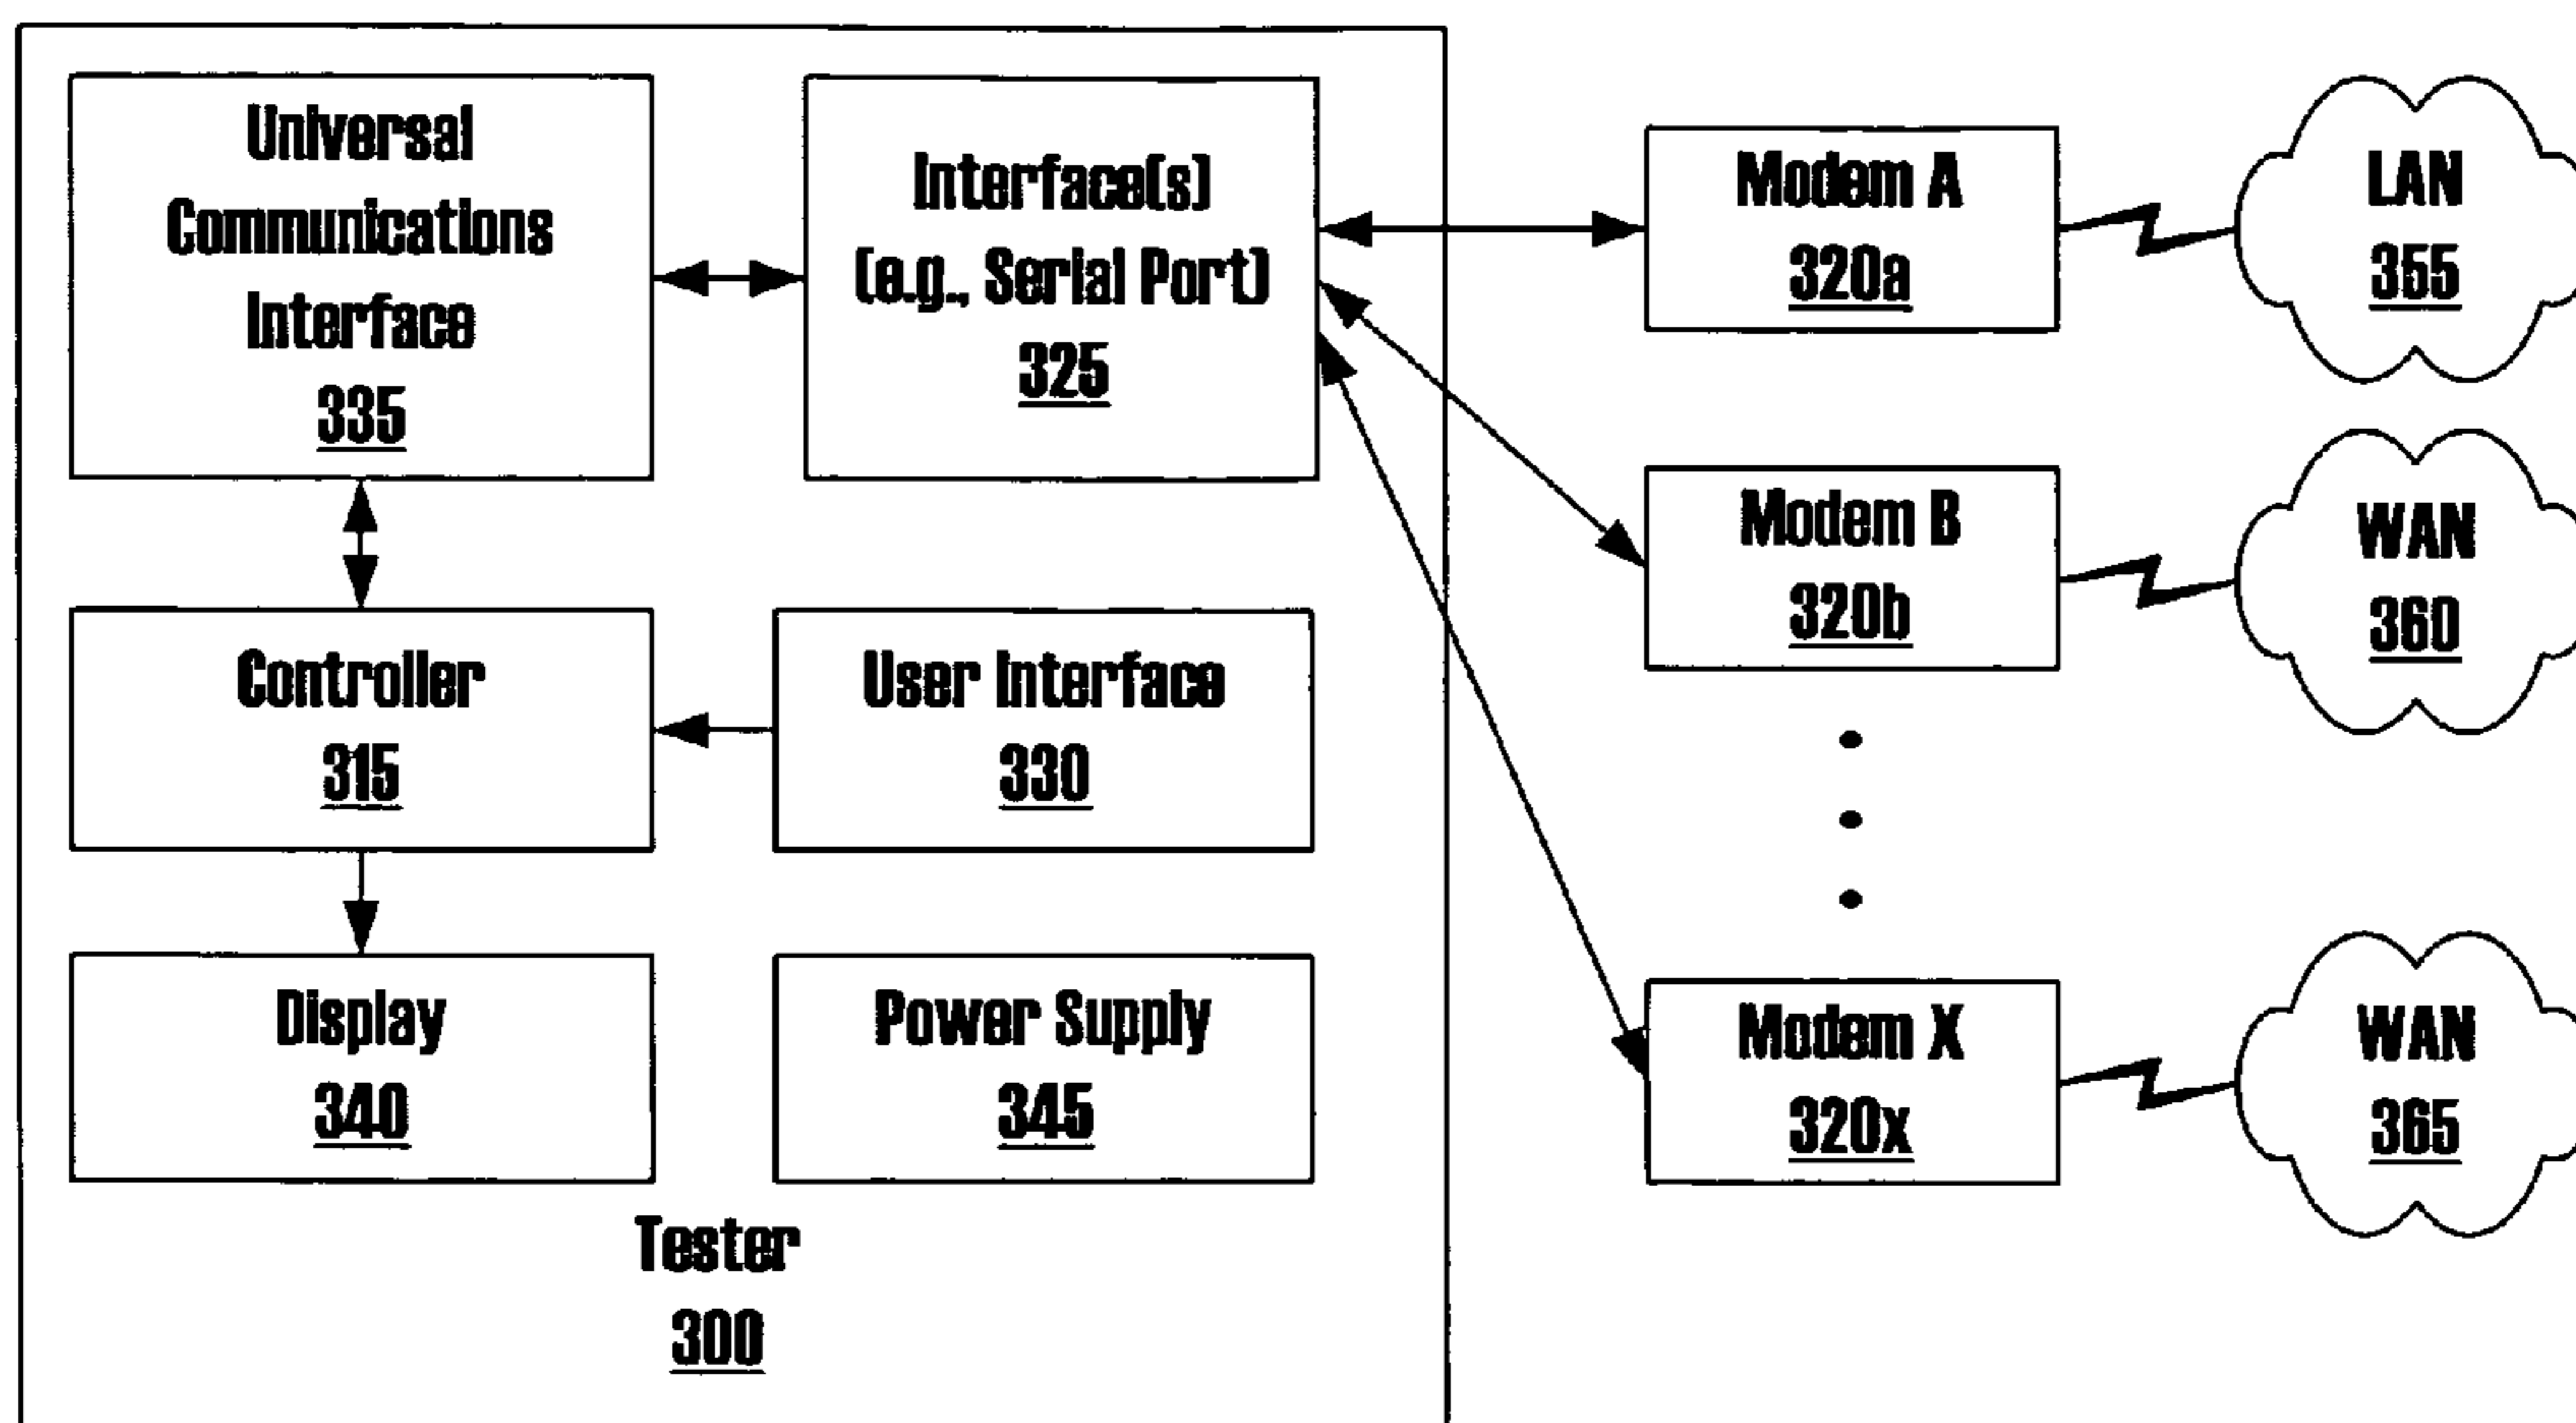 Universal
Communications
Interface
335
Interface(s)
(e.g., Serial Port)
325
Modem A
320a
LAN
355
Modem B
320b
WAN
360
Controller
315
User Interface
330
Display
340
Power Supply
345
Modem X
320x
WAN
365
Tester
300